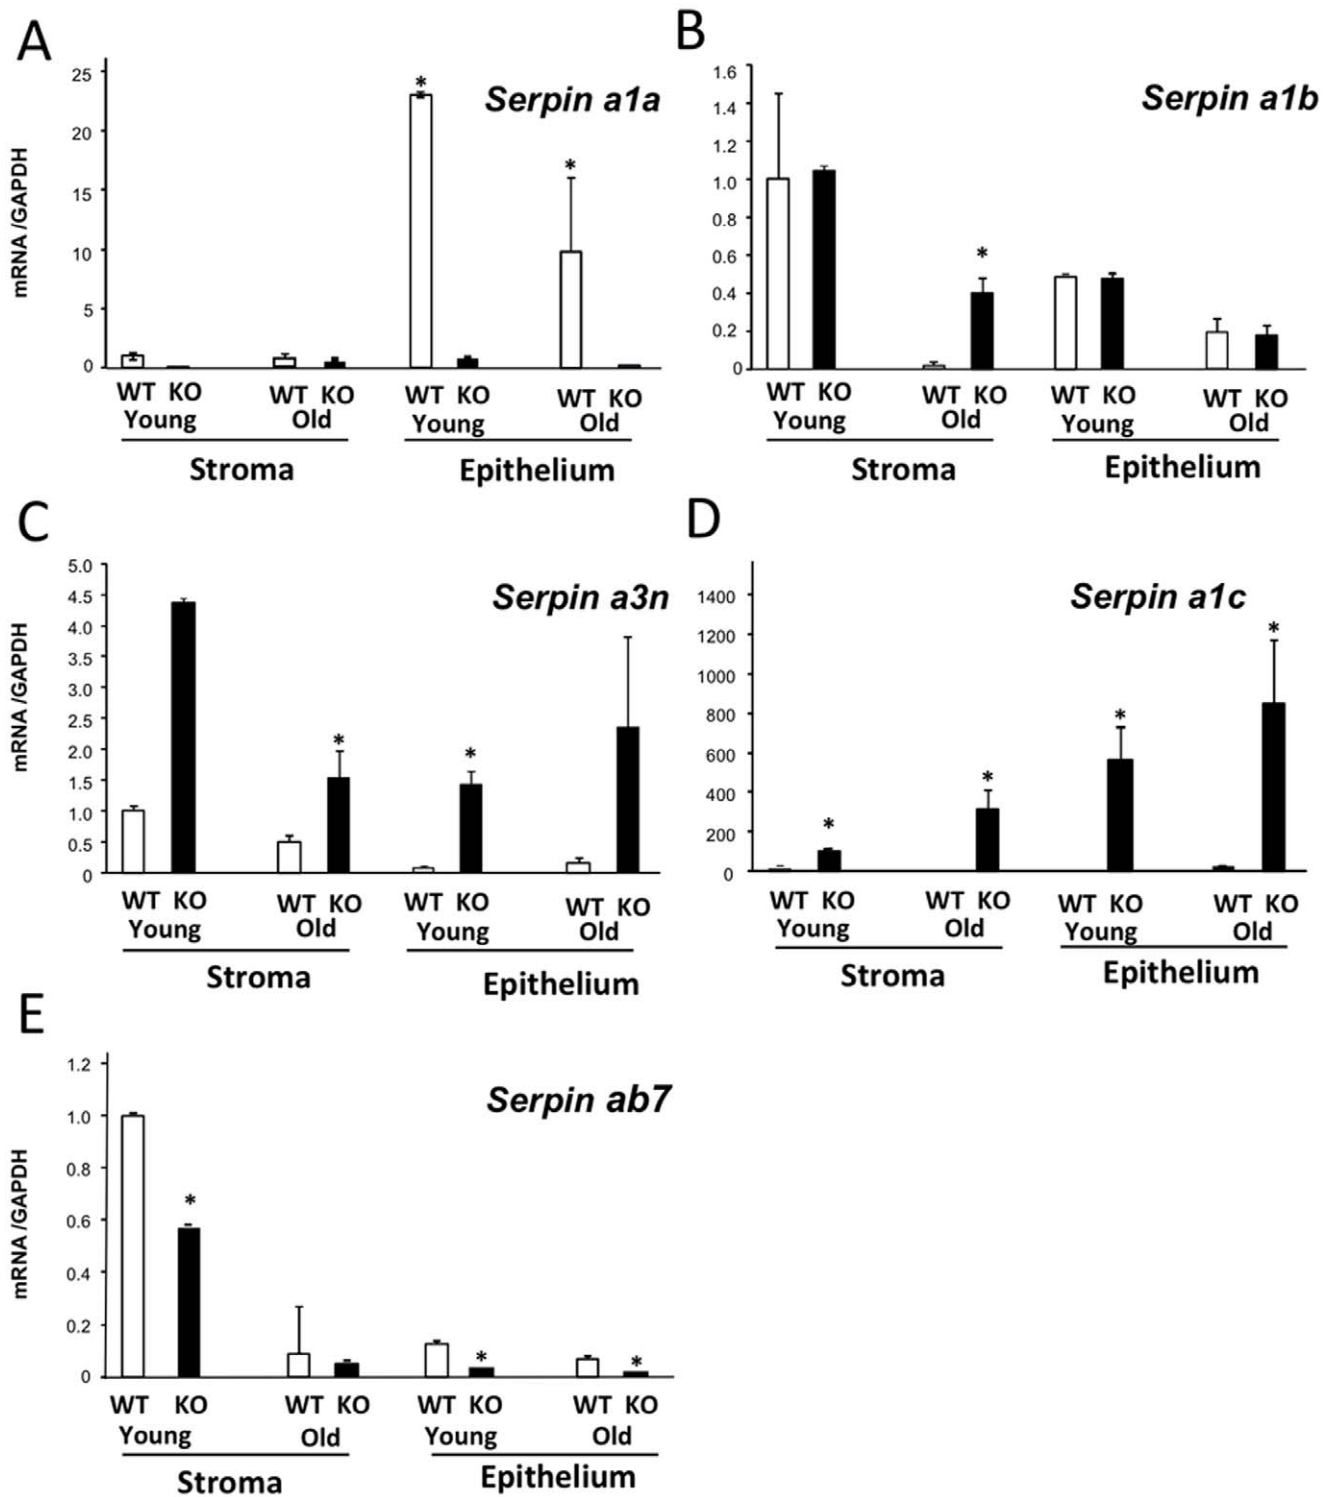 A
Serpin a1a
mRNA /GAPDH
25
20
15
10
5
0
*
*
WT KO WT KO WT KO WT KO
Young Old Young Old
Stroma Epithelium
B
Serpin a1b
1.6
1.4
1.2
1.0
0.8
0.6
0.4
0.2
0
*
WT KO WT KO WT KO WT KO
Young Old Young Old
Stroma Epithelium
C
Serpin a3n
mRNA /GAPDH
5.0
4.5
4.0
3.5
3.0
2.5
2.0
1.5
1.0
0.5
0
*
*
WT KO WT KO WT KO WT KO
Young Old Young Old
Stroma Epithelium
D
Serpin a1c
1400
1200
1000
800
600
400
200
0
*
*
*
*
WT KO WT KO WT KO WT KO
Young Old Young Old
Stroma Epithelium
E
Serpin ab7
mRNA /GAPDH
1.2
1.0
0.8
0.6
0.4
0.2
0
*
*
*
WT KO WT KO WT KO WT KO
Young Old Young Old
Stroma Epithelium